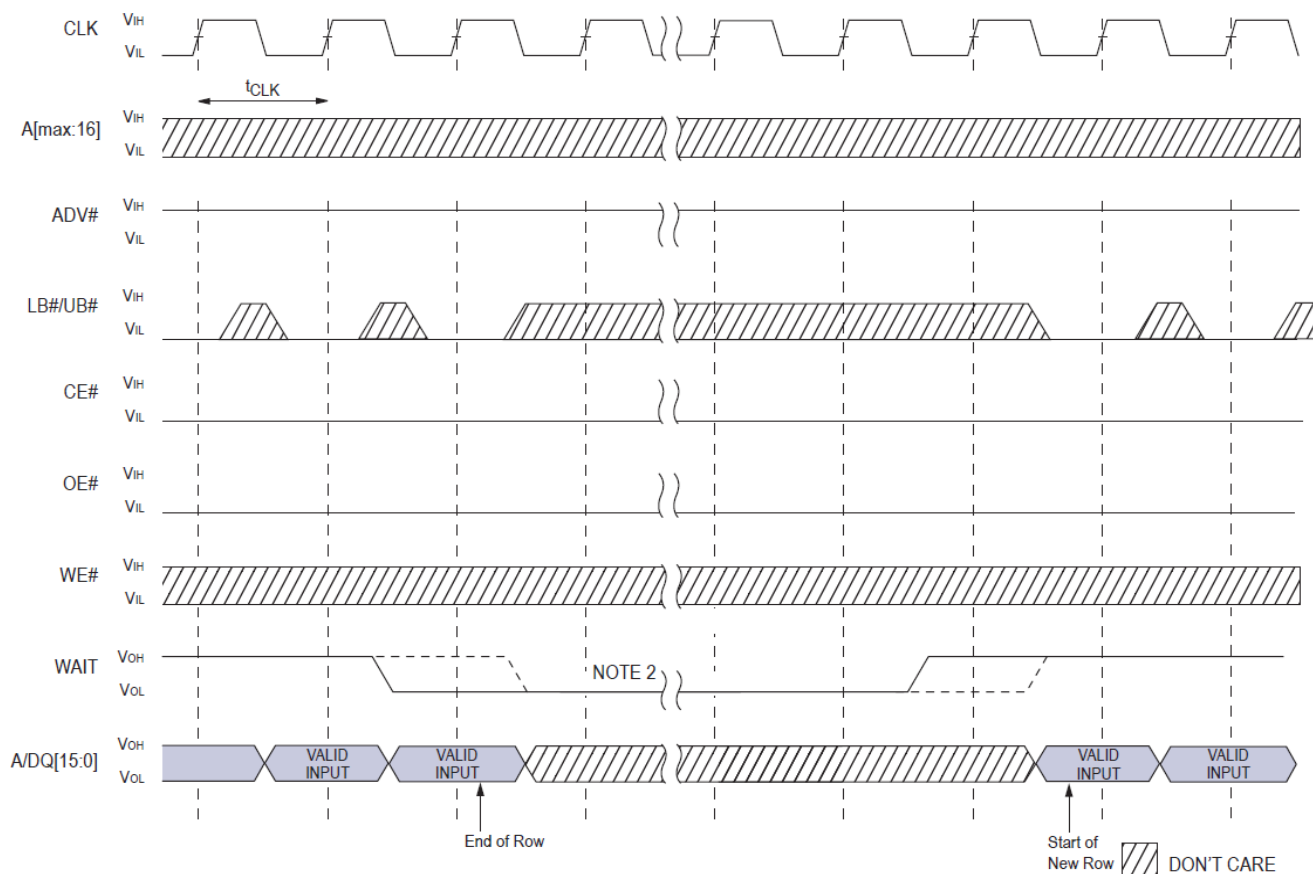 CLK
VIH
VIL
tCLK
A[max:16]
VIH
VIL
ADV#
VIH
VIL
LB#/UB#
VIH
VIL
CE#
VIH
VIL
OE#
VIH
VIL
WE#
VIH
VIL
WAIT
VOH
VOL
NOTE 2
A/DQ[15:0]
VOH
VOL
VALID
INPUT
VALID
INPUT
VALID
INPUT
VALID
INPUT
End of Row
Start of
New Row
DON'T CARE